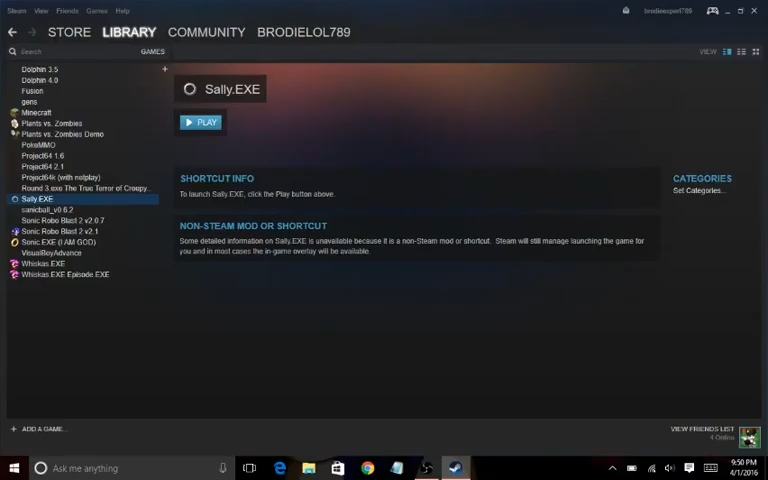 Steam View Friends Games Help
brodieexpert789
STORE LIBRARY COMMUNITY BRODIELOL789
Search
GAMES
VIEW
Dolphin 3.5
Dolphin 4.0
Fusion
gens
Minecraft
Plants vs. Zombies
Plants vs. Zombies Demo
PokeMMO
Project64 1.6
Project64 2.1
Project64k (with netplay)
Round 3.exe The True Terror of Creepy...
Sally.EXE
sanicball_v0.6.2
Sonic Robo Blast 2 v2.0.7
Sonic Robo Blast 2 v2.1
Sonic.EXE (I AM GOD)
VisualBoyAdvance
Whiskas.EXE
Whiskas.EXE Episode EXE
Sally.EXE
PLAY
SHORTCUT INFO
To launch Sally.EXE, click the Play button above.
NON-STEAM MOD OR SHORTCUT
Some detailed information on Sally.EXE is unavailable because it is a non-Steam mod or shortcut. Steam will still manage launching the game for
you and in most cases the in-game overlay will be available.
CATEGORIES
Set Categories...
+ ADD A GAME...
VIEW FRIENDS LIST
4 Online
Ask me anything
9:50 PM
4/1/2016